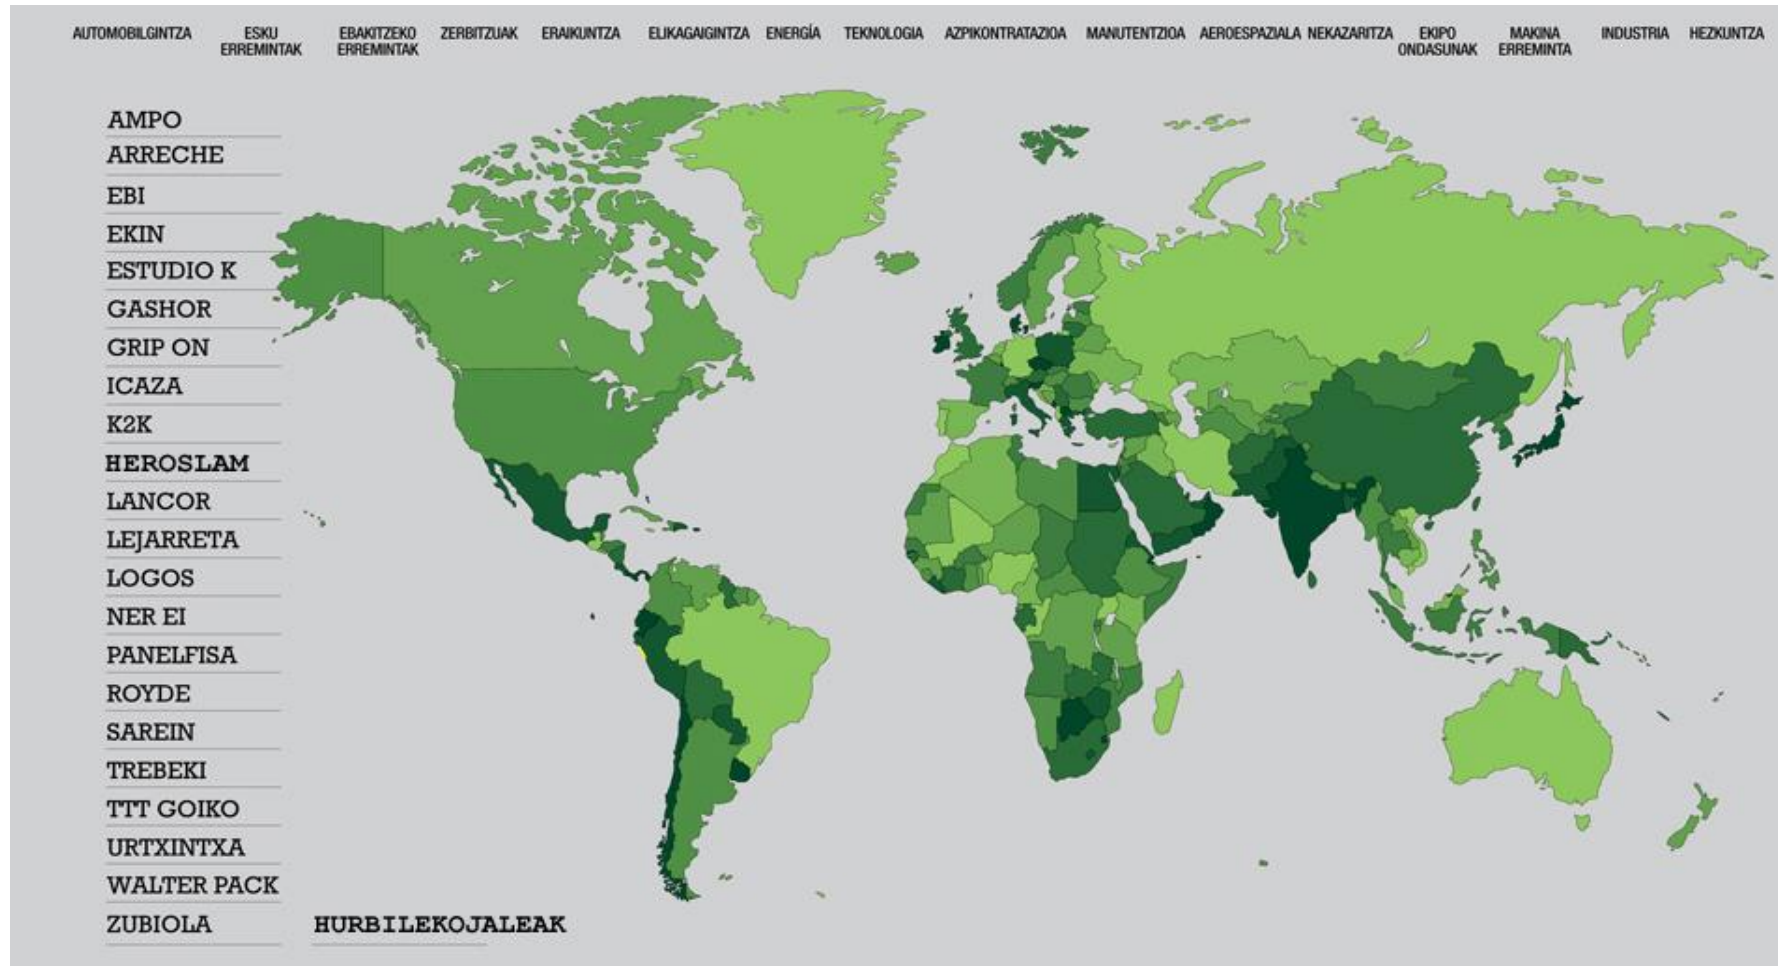 AUTOMOBILGINTZA
ESKU
ERREMINTAK
EBAKITZEKO
ERREMINTAK
ZERBITZUAK
ERAIKUNTZA
ELIKAGAIGINTZA
ENERGÍA
TEKNOLOGIA
AZPIKONTRATAZIOA
MANUTENTZIOA
AEROESPAZIALA
NEKAZARITZA
EKIPO
ONDASUNAK
MAKINA
ERREMINTA
INDUSTRIA
HEZKUNTZA
AMPO
ARRECHE
EBI
EKIN
ESTUDIO K
GASHOR
GRIP ON
ICAZA
K2K
HEROSLAM
LANCOR
LEJARRETA
LOGOS
NER EI
PANELFISA
ROYDE
SAREIN
TREBEKI
TTT GOIKO
URTXINTXA
WALTER PACK
ZUBIOLA
HURBILEKOJALEAK